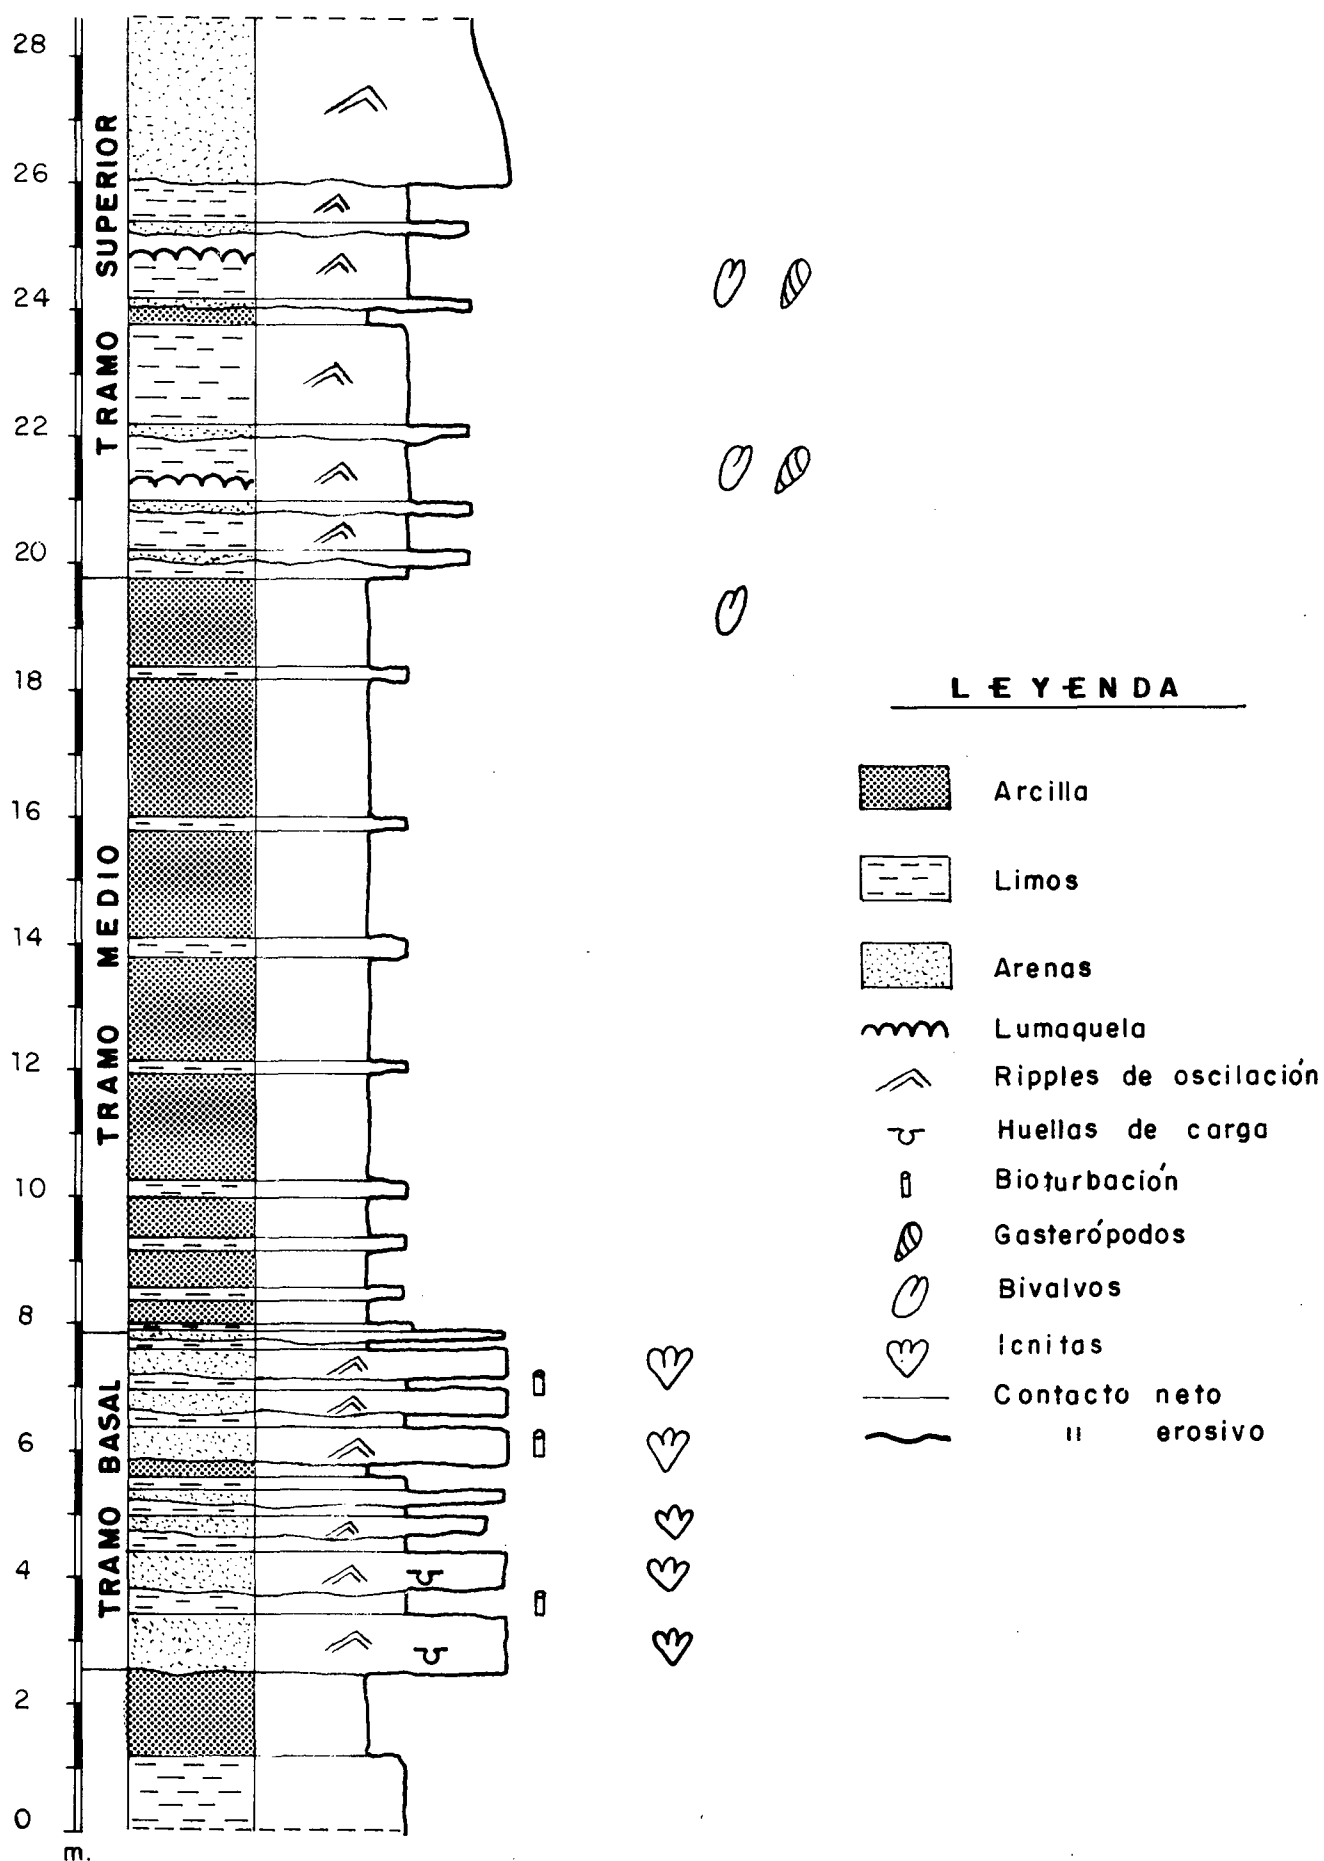 28
26
24
22
20
18
16
14
12
10
8
6
4
2
0
m.
TRAMO SUPERIOR
TRAMO MEDIO
TRAMO BASAL
LEYENDA
Arcilla
Limos
Arenas
Lumaquela
Ripples de oscilación
Huellas de carga
Bioturbación
Gasterópodos
Bivalvos
Icnitas
Contacto neto
" erosivo